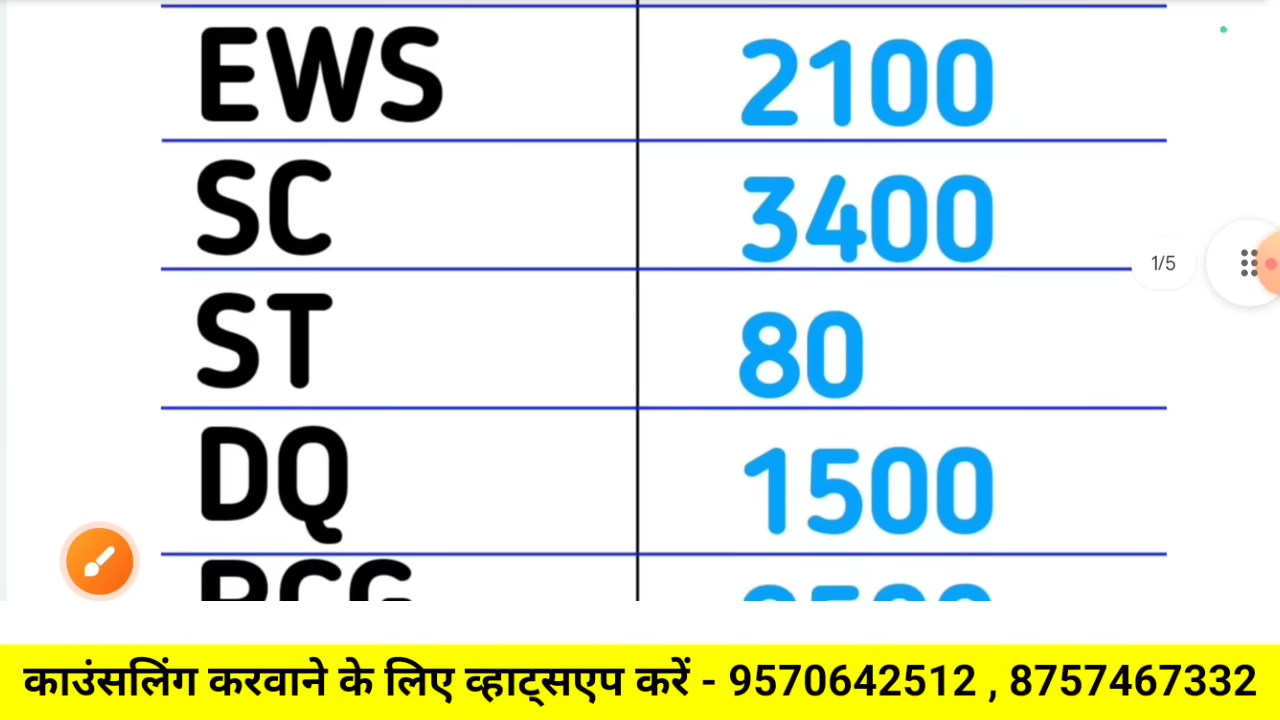 EWS 2100
SC 3400
1/5
ST 80
DQ 1500
काउंसलिंग करवाने के लिए व्हाट्सएप करें - 9570642512 , 8757467332